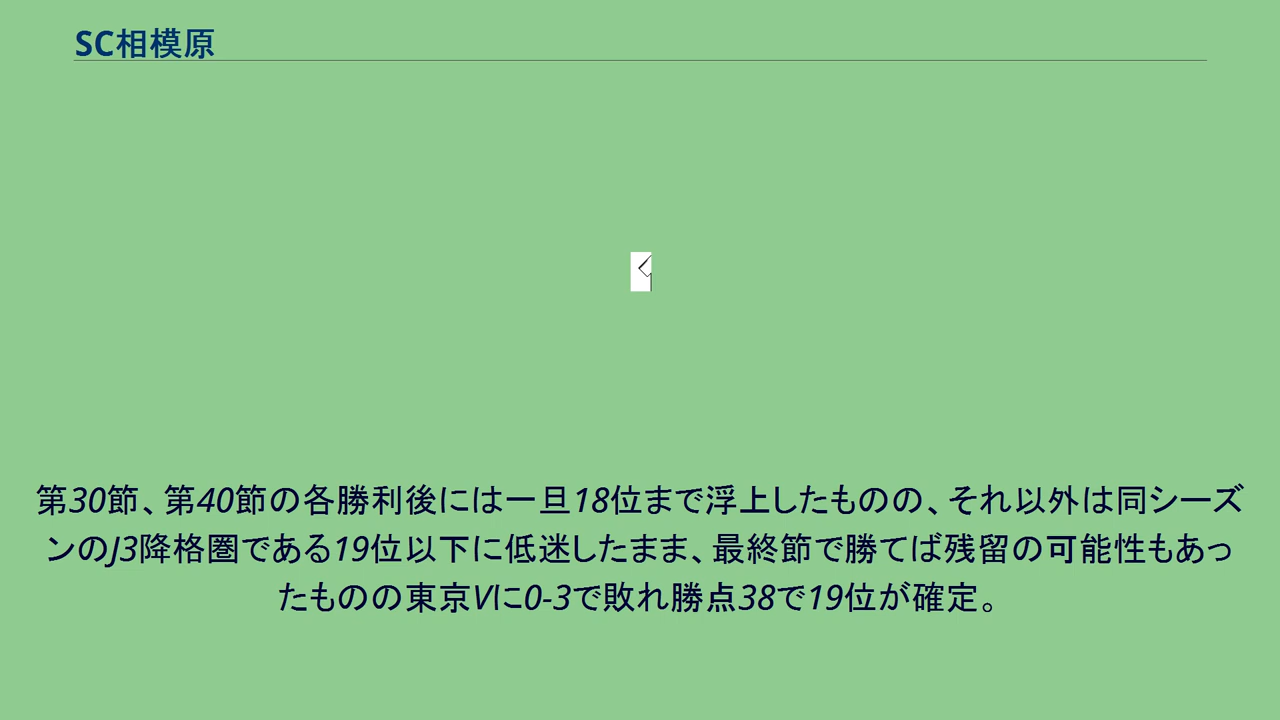 SC相模原
第30節、第40節の各勝利後には一旦18位まで浮上したものの、それ以外は同シーズ
ンのJ3降格圏である19位以下に低迷したまま、最終節で勝てば残留の可能性もあっ
たものの東京Vに0-3で敗れ勝点38で19位が確定。